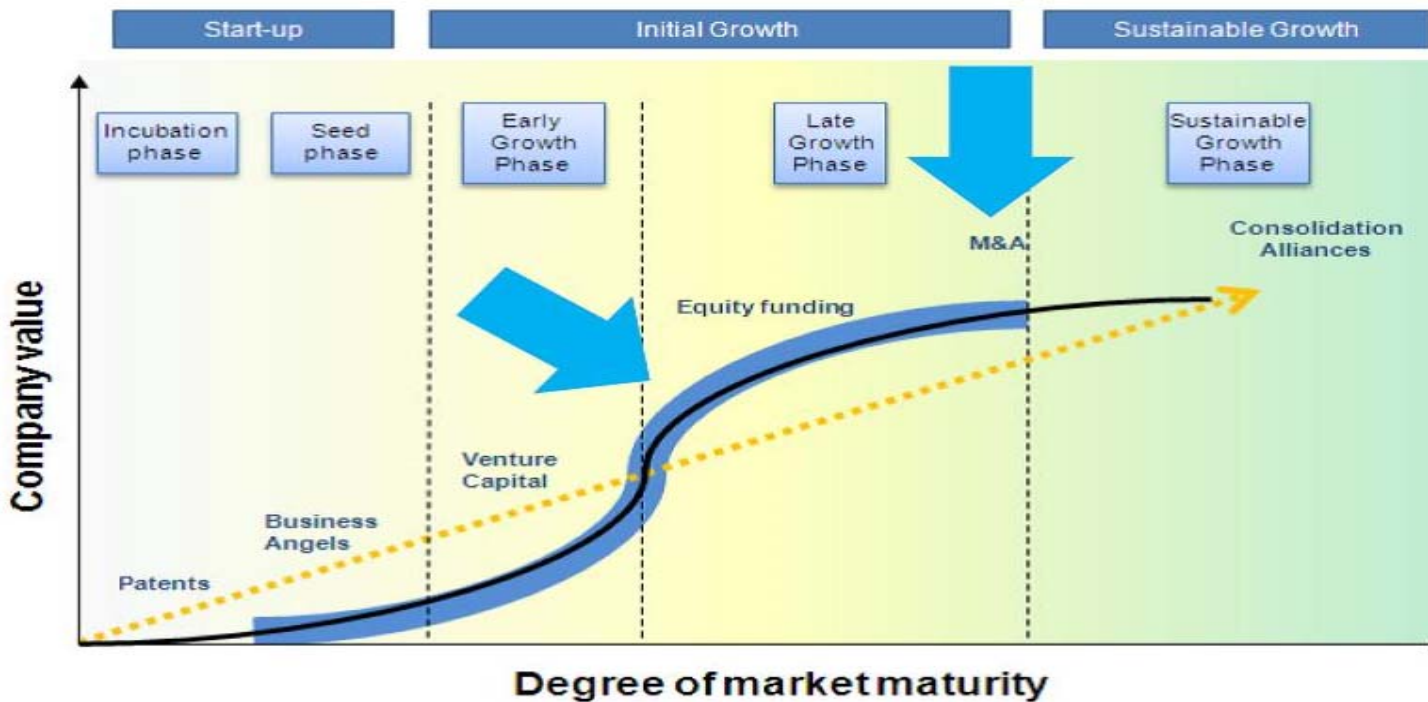 Start-up
Initial Growth
Sustainable Growth
Incubation
phase
Seed
phase
Early
Growth
Phase
Late
Growth
Phase
Sustainable
Growth
Phase
M&A
Consolidation
Alliances
Equity funding
Venture
Capital
Business
Angels
Patents
Company value
Degree of market maturity